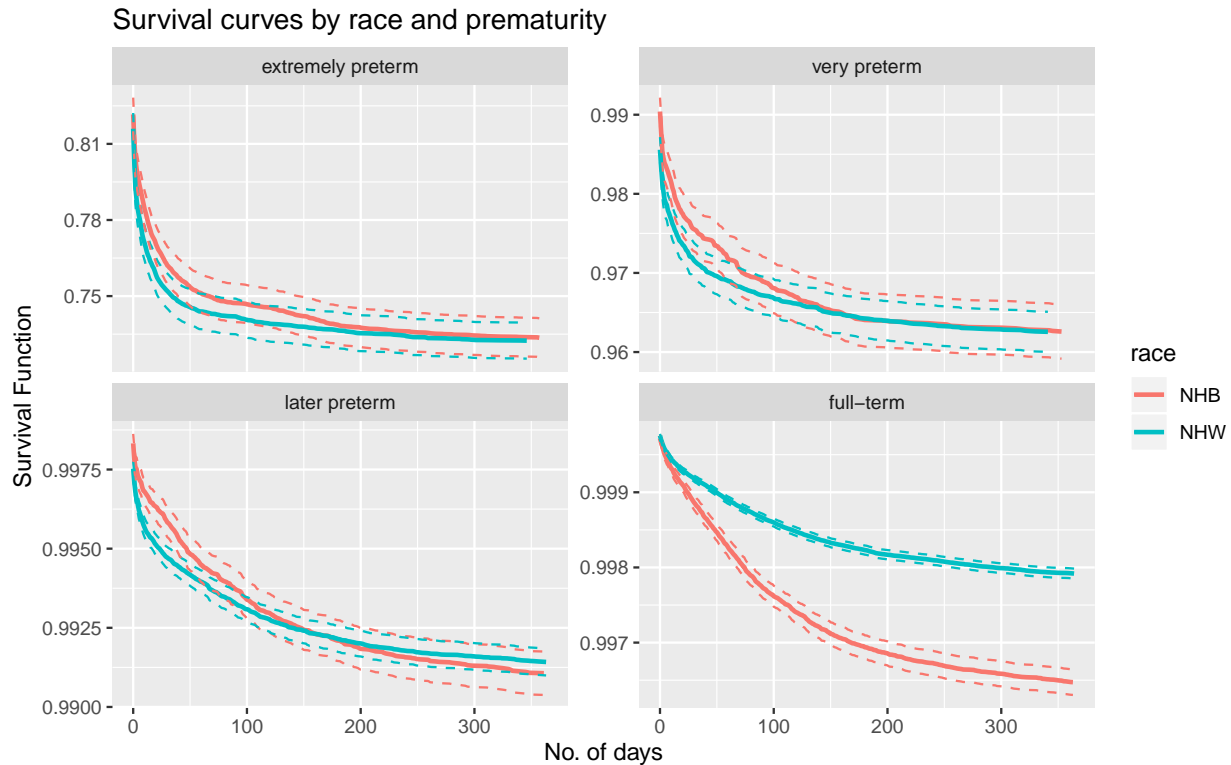 Survival curves by race and prematurity
extremely preterm
very preterm
0.81
0.78
0.75
0.99
0.98
0.97
0.96
later preterm
full−term
0.9975
0.9950
0.9925
0.9900
0.999
0.998
0.997
0
100
200
300
0
100
200
300
Survival Function
No. of days
race
NHB
NHW